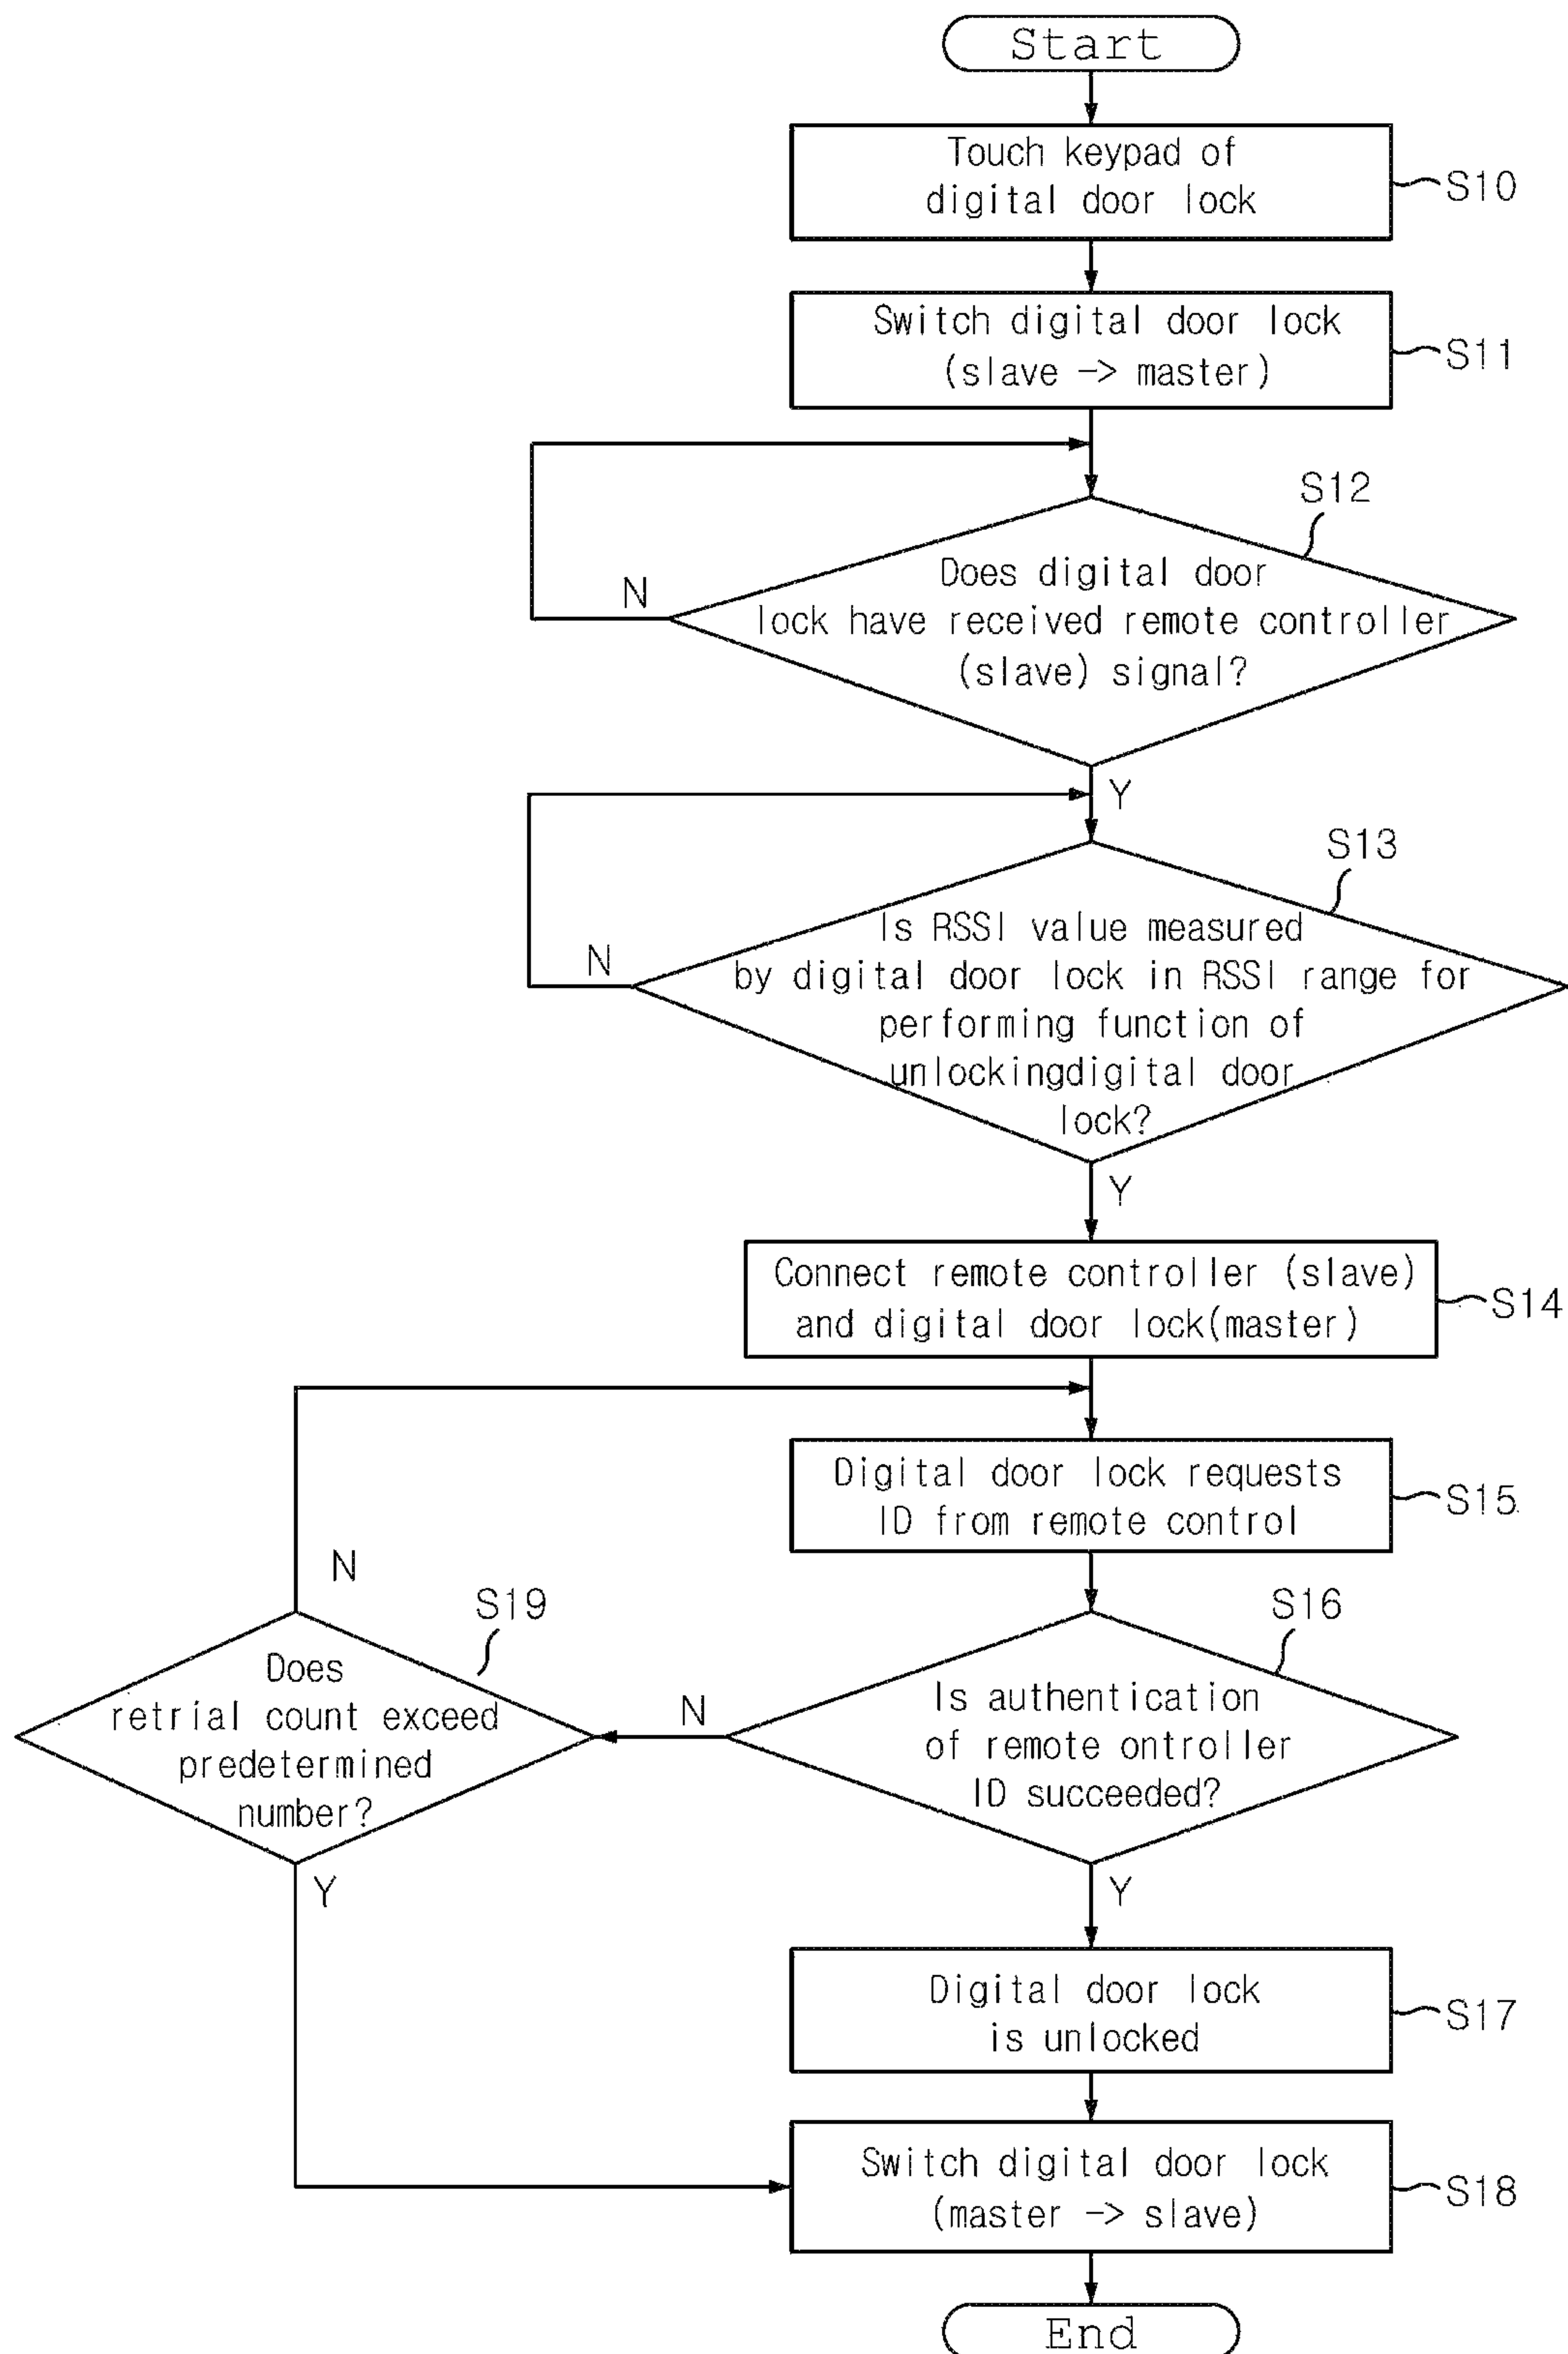 Start
Touch keypad of
digital door lock
S10
Switch digital door lock
(slave -> master)
S11
S12
Does digital door
lock have received remote controller
(slave) signal?
N
Y
S13
Is RSSI value measured
by digital door lock in RSSI range for
performing function of
unlockingdigital door
lock?
N
Y
Connect remote controller (slave)
and digital door lock(master)
S14
Digital door lock requests
ID from remote control
S15
N
S19
S16
Does
retrial count exceed
predetermined
number?
N
Is authentication
of remote ontroller
ID succeeded?
Y
Y
Digital door lock
is unlocked
S17
Switch digital door lock
(master -> slave)
S18
End